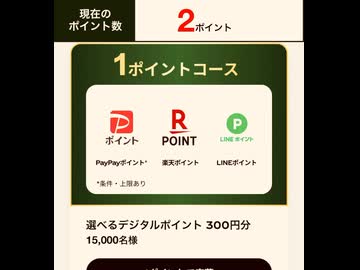 現在の
ポイント数
2ポイント
1ポイントコース
P
ポイント
R
POINT
P
LINE ポイント
PayPayポイント*
楽天ポイント
LINEポイント
*条件・上限あり
選べるデジタルポイント 300円分
15,000名様